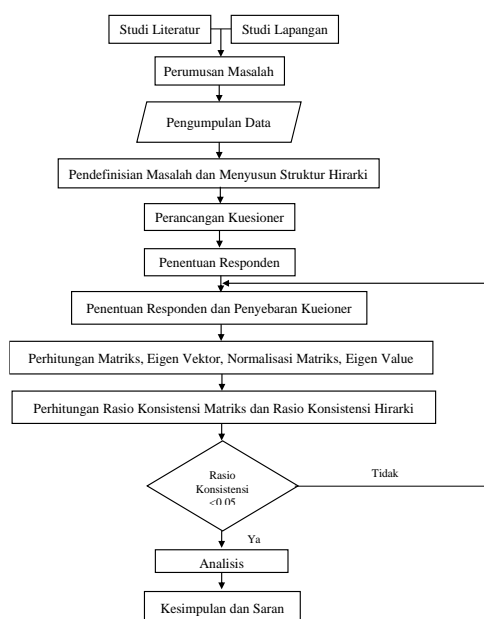 Studi Literatur
Studi Lapangan
Perumusan Masalah
Pengumpulan Data
Pendefinisian Masalah dan Menyusun Struktur Hirarki
Perancangan Kuesioner
Penentuan Responden
Penentuan Responden dan Penyebaran Kueioner
Perhitungan Matriks, Eigen Vektor, Normalisasi Matriks, Eigen Value
Perhitungan Rasio Konsistensi Matriks dan Rasio Konsistensi Hirarki
Rasio
Konsistensi
<0.05
Tidak
Ya
Analisis
Kesimpulan dan Saran